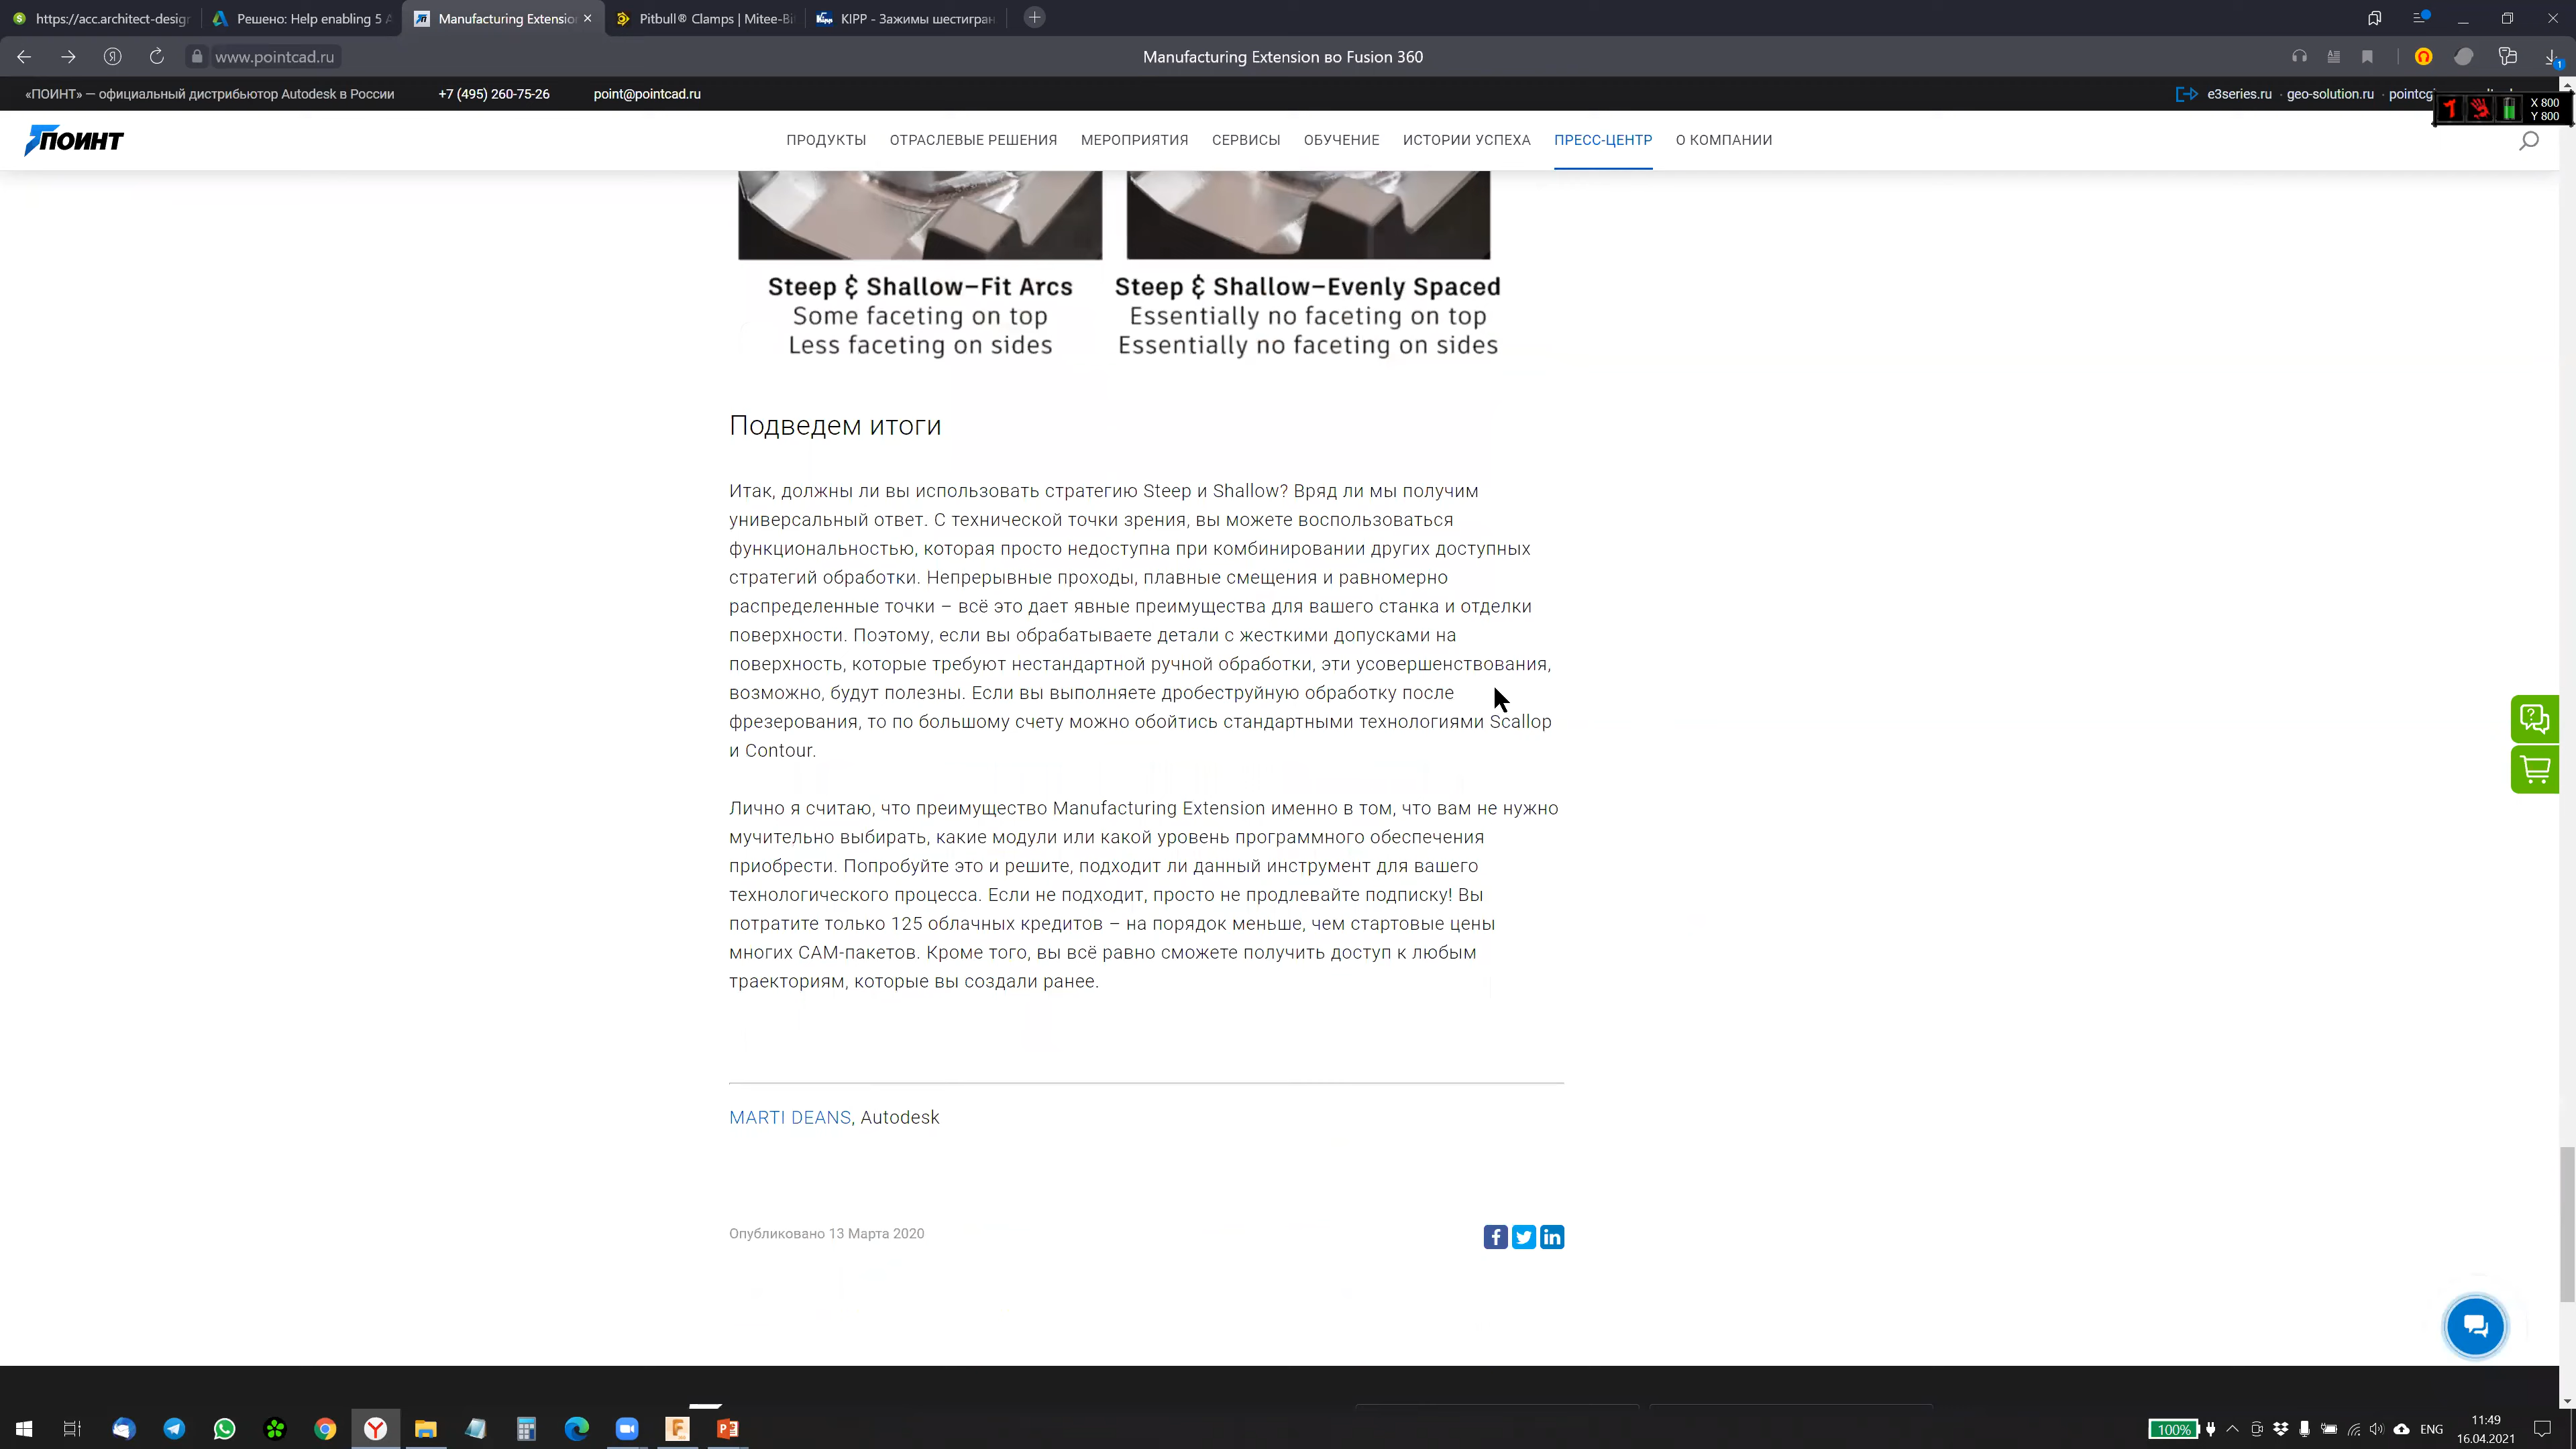 https://acc.architect-design
Решено: Help enabling 5 A
Manufacturing Extension
Pitbull® Clamps | Mitee-Bi
KIPP - Зажимы шестигран
www.pointcad.ru
Manufacturing Extension во Fusion 360
«ПОИНТ» — официальный дистрибьютор Autodesk в России
+7 (495) 260-75-26
point@pointcad.ru
e3series.ru · geo-solution.ru · pointcg
X 800
Y 800
ПОИНТ
ПРОДУКТЫ ОТРАСЛЕВЫЕ РЕШЕНИЯ МЕРОПРИЯТИЯ СЕРВИСЫ ОБУЧЕНИЕ ИСТОРИИ УСПЕХА ПРЕСС-ЦЕНТР О КОМПАНИИ
Steep & Shallow–Fit Arcs
Some faceting on top
Less faceting on sides
Steep & Shallow–Evenly Spaced
Essentially no faceting on top
Essentially no faceting on sides
Подведем итоги
Итак, должны ли вы использовать стратегию Steep и Shallow? Вряд ли мы получим
универсальный ответ. С технической точки зрения, вы можете воспользоваться
функциональностью, которая просто недоступна при комбинировании других доступных
стратегий обработки. Непрерывные проходы, плавные смещения и равномерно
распределенные точки – всё это дает явные преимущества для вашего станка и отделки
поверхности. Поэтому, если вы обрабатываете детали с жесткими допусками на
поверхность, которые требуют нестандартной ручной обработки, эти усовершенствования,
возможно, будут полезны. Если вы выполняете дробеструйную обработку после
фрезерования, то по большому счету можно обойтись стандартными технологиями Scallop
и Contour.
Лично я считаю, что преимущество Manufacturing Extension именно в том, что вам не нужно
мучительно выбирать, какие модули или какой уровень программного обеспечения
приобрести. Попробуйте это и решите, подходит ли данный инструмент для вашего
технологического процесса. Если не подходит, просто не продлевайте подписку! Вы
потратите только 125 облачных кредитов – на порядок меньше, чем стартовые цены
многих САМ-пакетов. Кроме того, вы всё равно сможете получить доступ к любым
траекториям, которые вы создали ранее.
MARTI DEANS, Autodesk
Опубликовано 13 Марта 2020
100%
ENG
11:49
16.04.2021